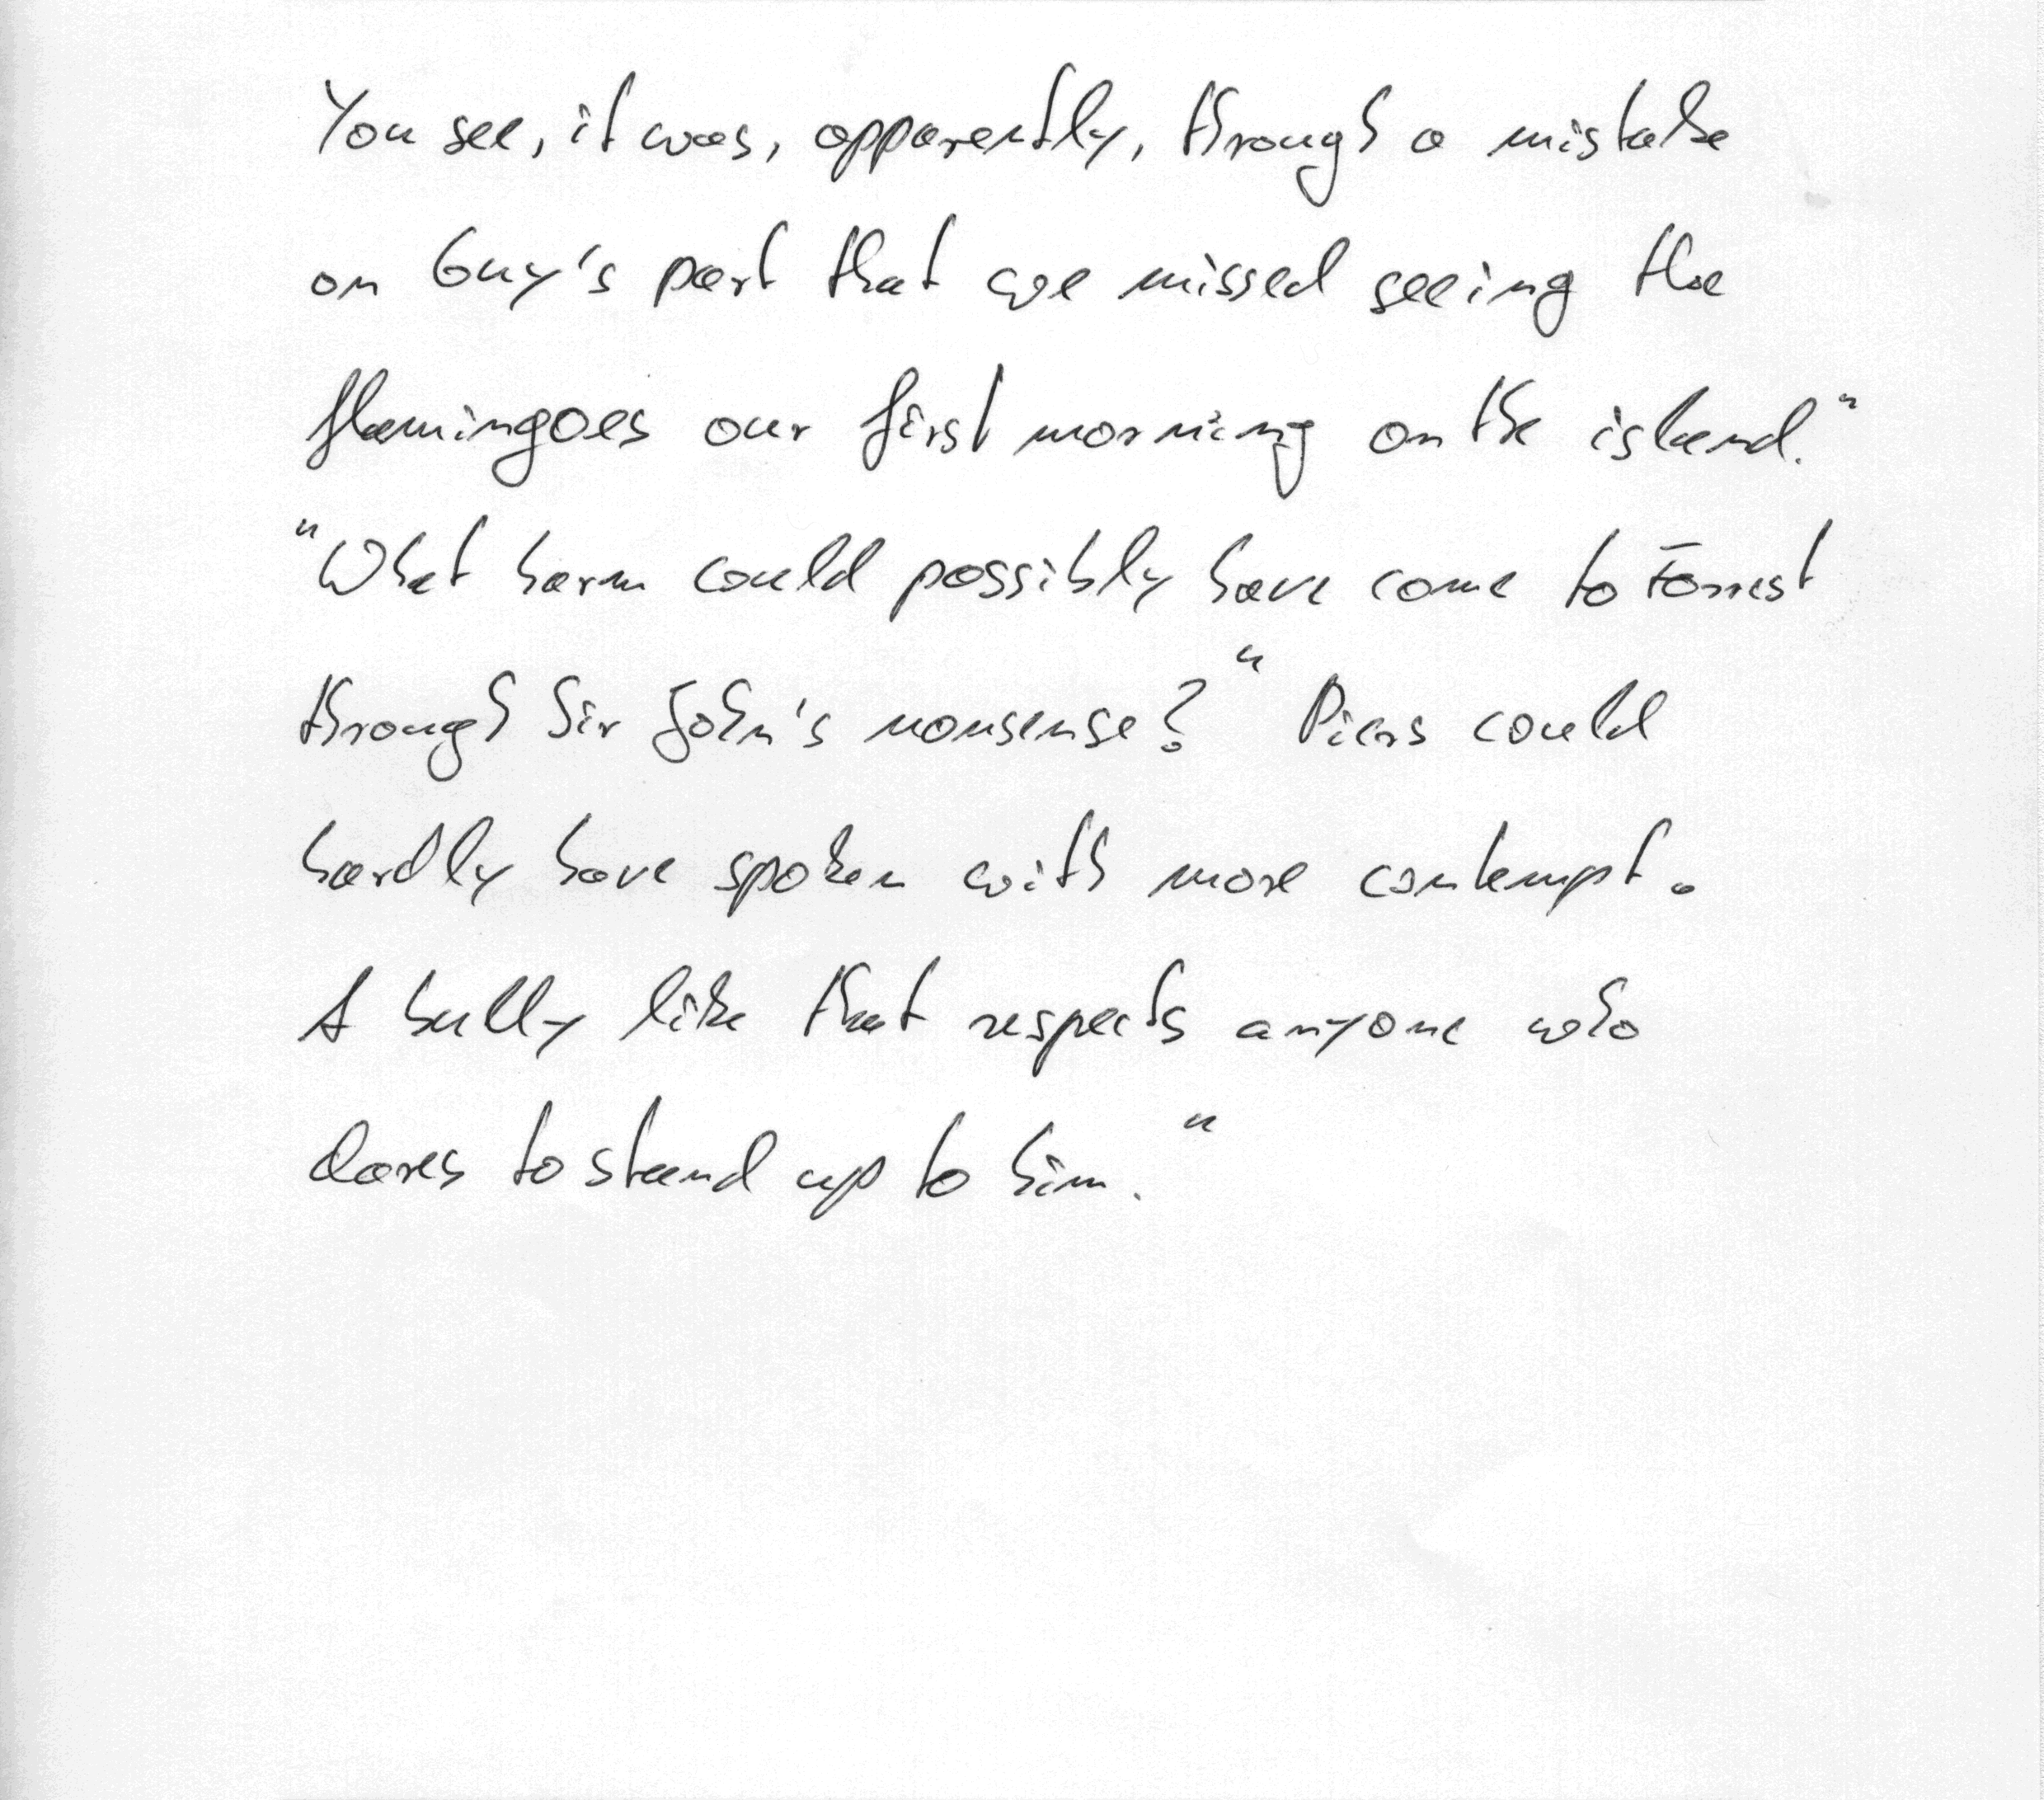 You see, it was, apparently, through a mistake
on Guy's part that we missed seeing the
flamingoes our first morning on the island."
"What harm could possibly have come to Forrest
through Sir John's nonsense?" Piers could
hardly have spoken with more contempt.
A bully like that respects anyone who
dares to stand up to him."